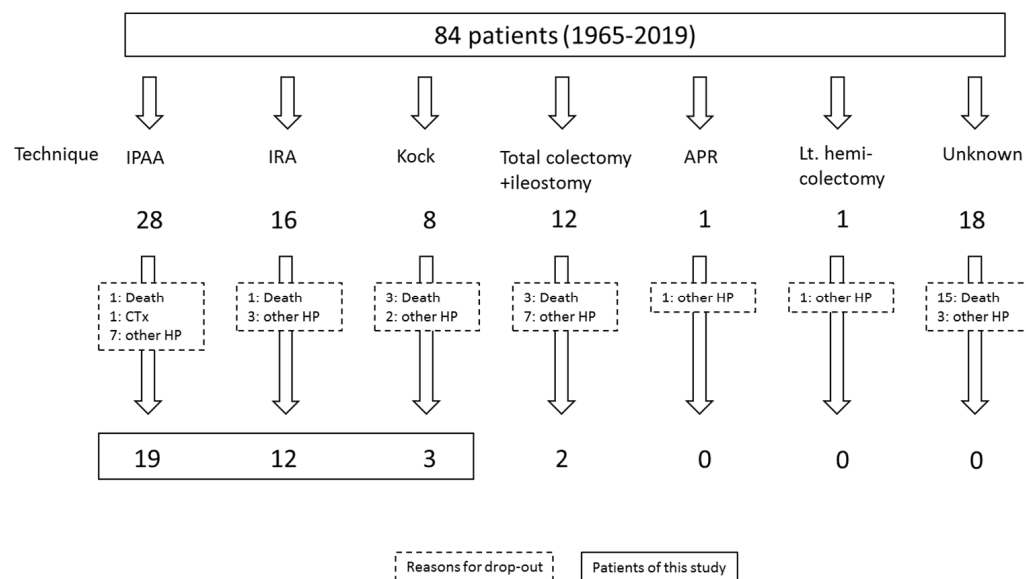 84 patients (1965-2019)
Technique IPAA IRA Kock Total colectomy APR Lt. hemi- Unknown
+ileostomy colectomy
28 16 8 12 1 1 18
1: Death 1: Death 3: Death 3: Death 1: other HP 1: other HP 15: Death
1: CTx 3: other HP 2: other HP 7: other HP 3: other HP
7: other HP
19 12 3 2 0 0 0
Reasons for drop-out Patients of this study